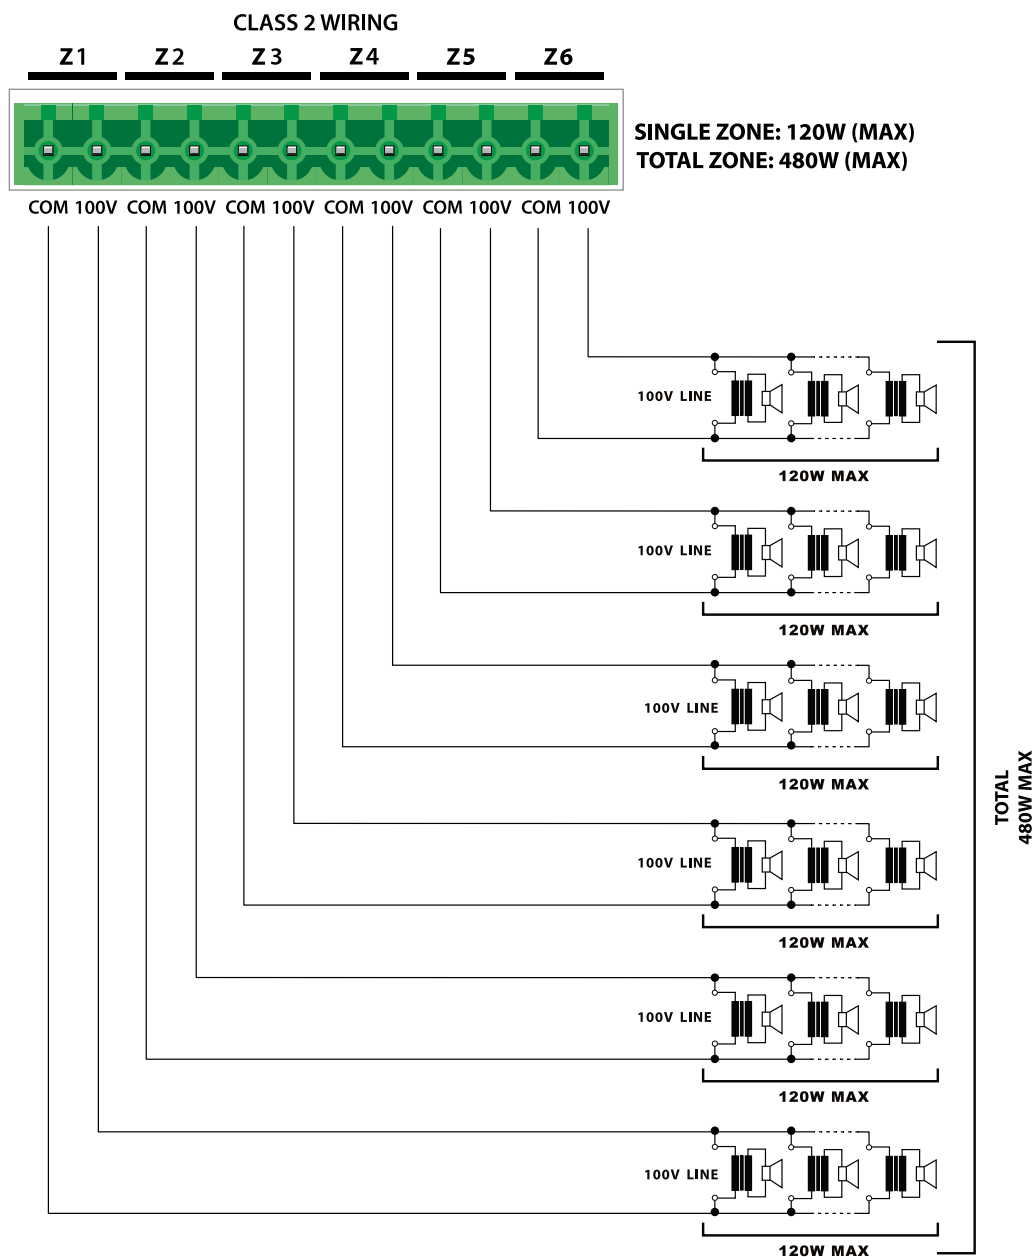 CLASS 2 WIRING
Z1 Z2 Z3 Z4 Z5 Z6
SINGLE ZONE: 120W (MAX)
TOTAL ZONE: 480W (MAX)
COM 100V COM 100V COM 100V COM 100V COM 100V COM 100V
100V LINE
120W MAX
100V LINE
120W MAX
100V LINE
120W MAX
100V LINE
120W MAX
100V LINE
120W MAX
100V LINE
120W MAX
TOTAL
480W MAX